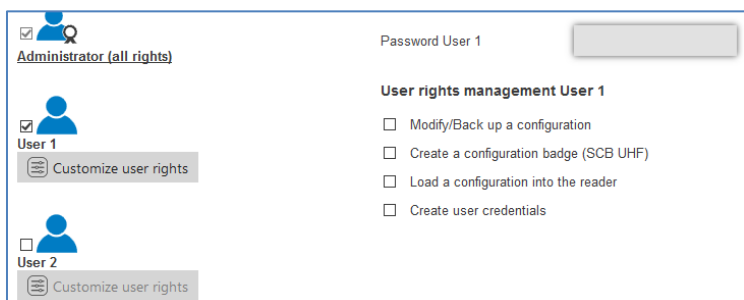 Administrator (all rights)
User 1
Customize user rights
User 2
Customize user rights
Password User 1
User rights management User 1
Modify/Back up a configuration
Create a configuration badge (SCB UHF)
Load a configuration into the reader
Create user credentials